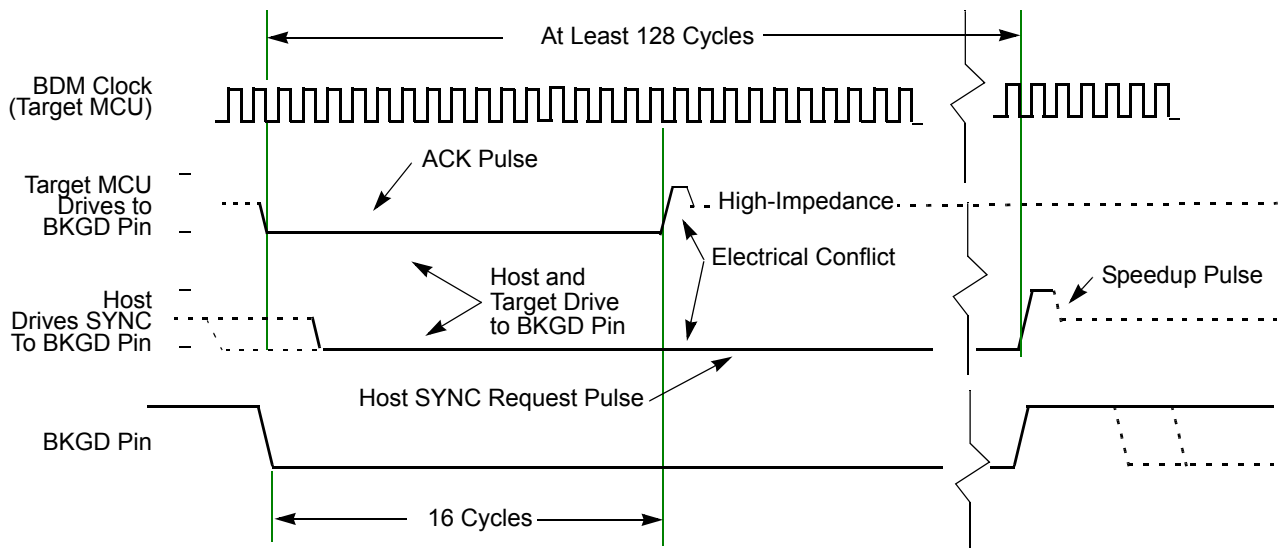 At Least 128 Cycles
BDM Clock
(Target MCU)
ACK Pulse
Target MCU
Drives to
BKGD Pin
High-Impedance
Electrical Conflict
Host and
Target Drive
to BKGD Pin
Speedup Pulse
Host
Drives SYNC
To BKGD Pin
Host SYNC Request Pulse
BKGD Pin
16 Cycles